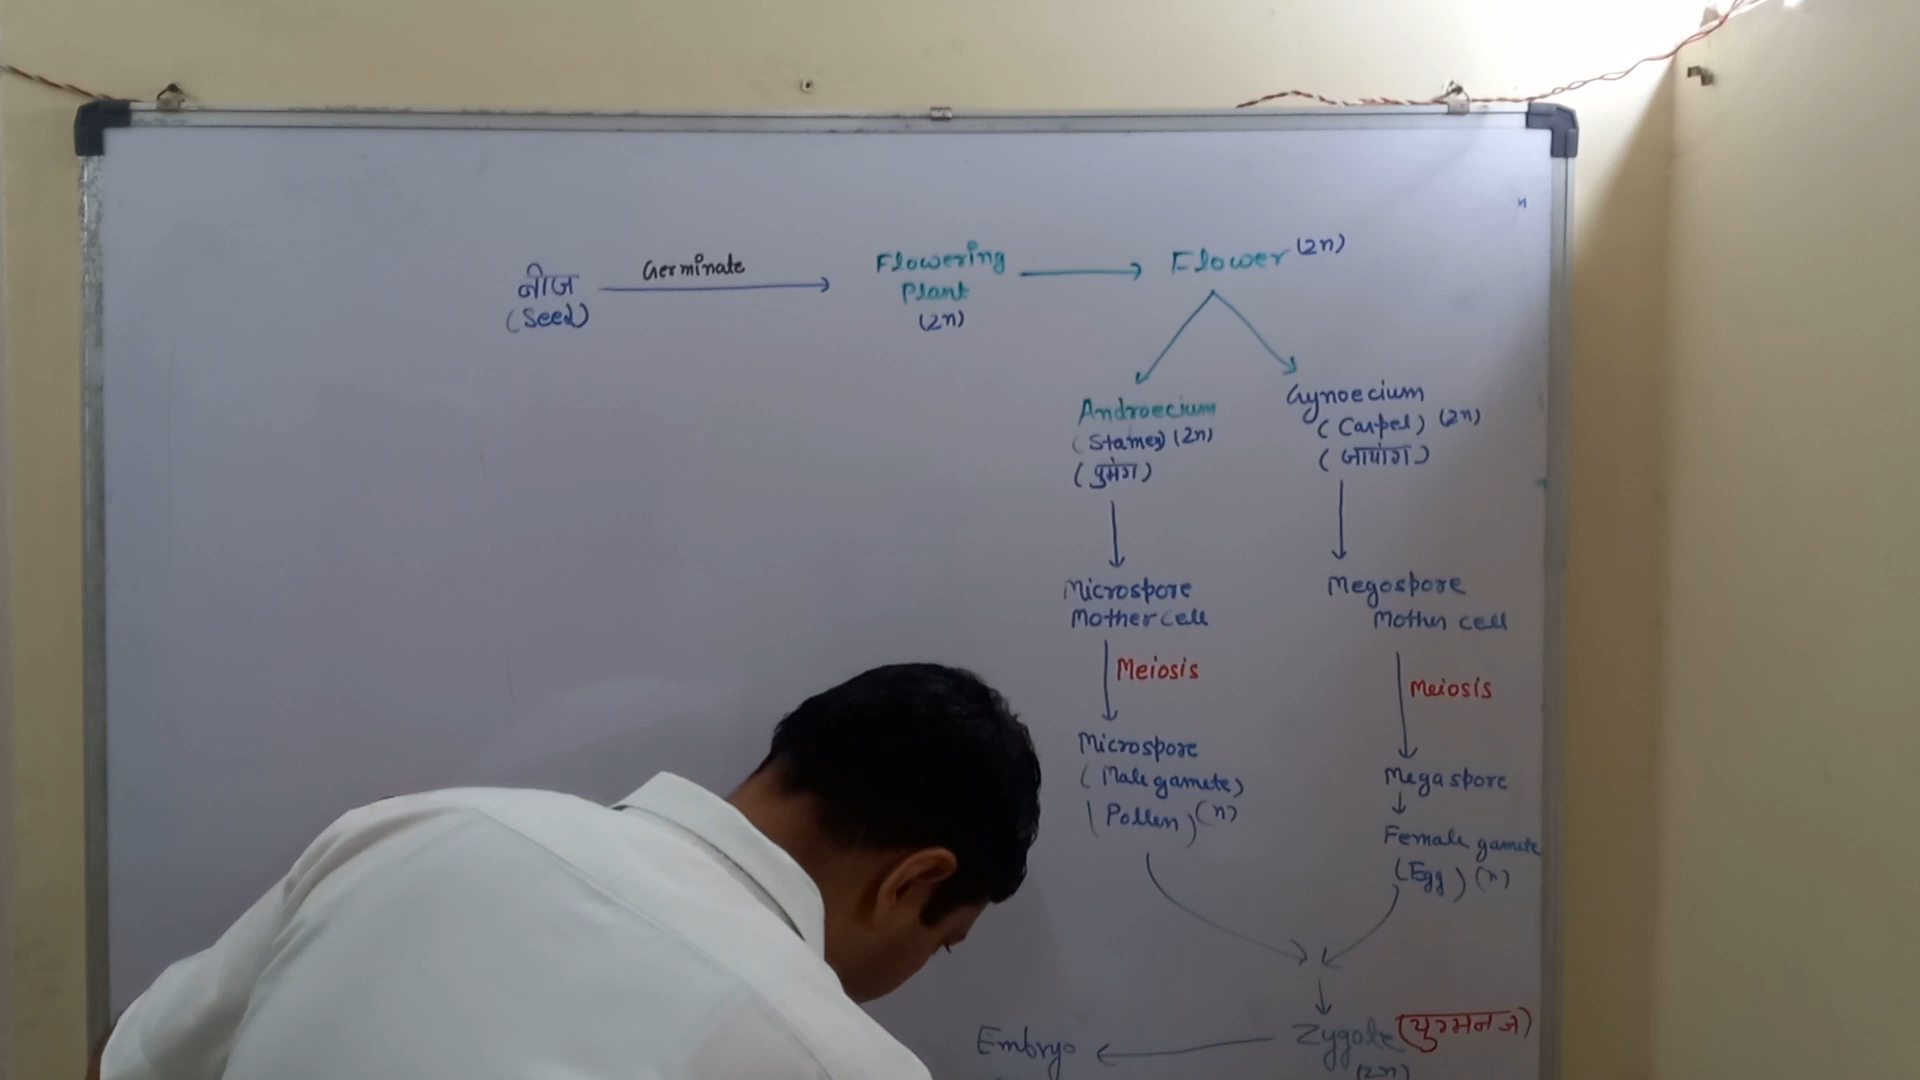 बीज
(Seed)
Germinate
Flowering
Plant
(2n)
Flower (2n)
Androecium
(Stamen) (2n)
(पुमंग)
Gynoecium
(Carpel) (2n)
(जायांग)
Microspore
Mother cell
Megospore
Mother cell
Meiosis
Meiosis
Microspore
(Male gamete)
(Pollen) (n)
Megaspore
Female gamete
(Egg) (n)
Zygote (युग्मनज)
(2n)
Embryo
n